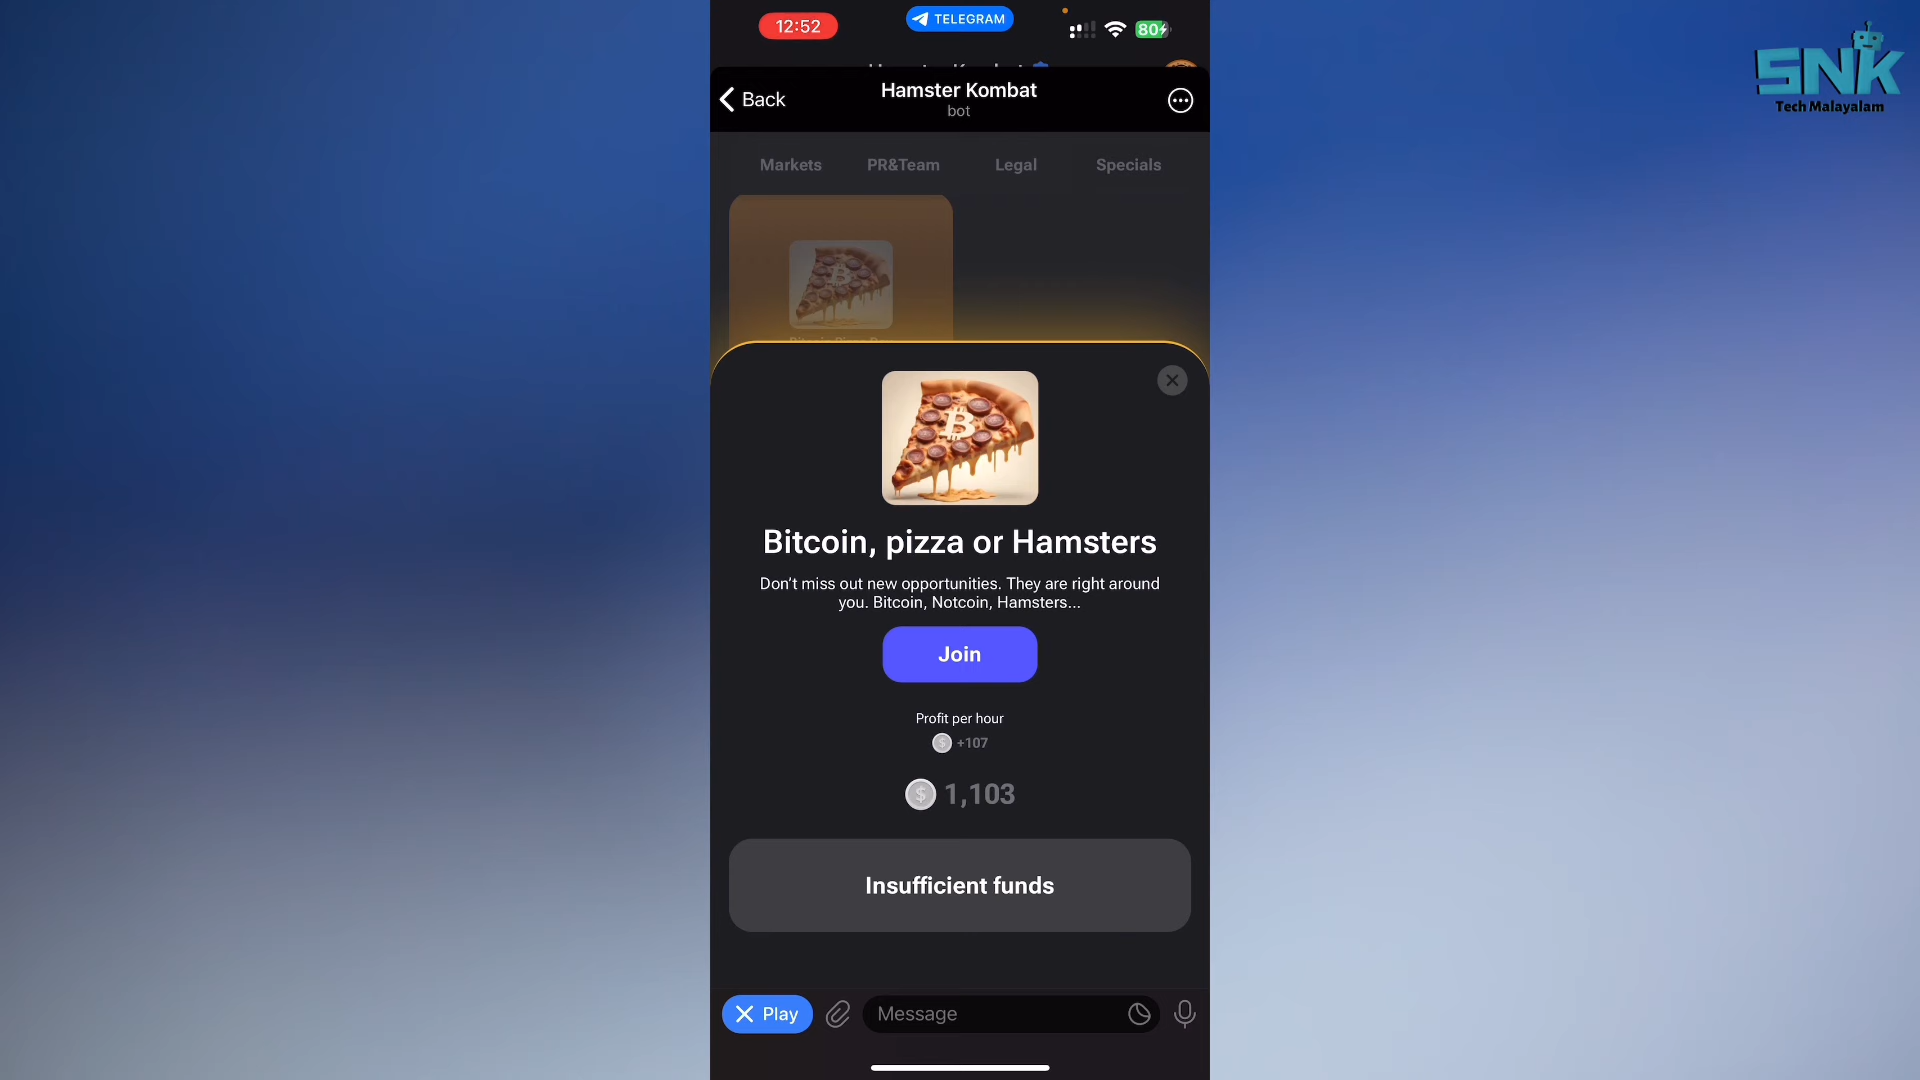 12:52
TELEGRAM
80
SNK
Tech Malayalam
Back
Hamster Kombat
bot
Markets PR&Team Legal Specials
Bitcoin, pizza or Hamsters
Don't miss out new opportunities. They are right around
you. Bitcoin, Notcoin, Hamsters...
Join
Profit per hour
+107
1,103
Insufficient funds
Play
Message